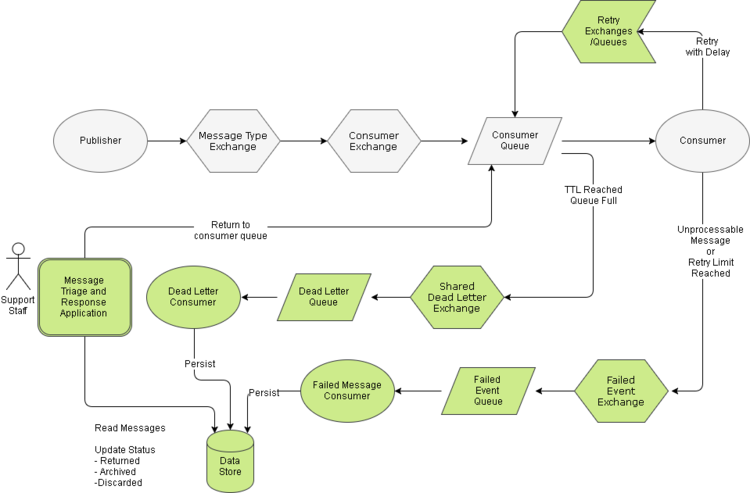 Retry
Exchanges
/Queues
Retry
with Delay
Publisher
Message Type
Exchange
Consumer
Exchange
Consumer
Queue
Consumer
TTL Reached
Queue Full
Return to
consumer queue
Unprocessable
Message
or
Retry Limit
Reached
Support
Staff
Message
Triage and
Response
Application
Dead Letter
Consumer
Dead Letter
Queue
Shared
Dead Letter
Exchange
Persist
Persist
Failed Message
Consumer
Failed
Event
Queue
Failed
Event
Exchange
Read Messages
Update Status
- Returned
- Archived
-Discarded
Data
Store